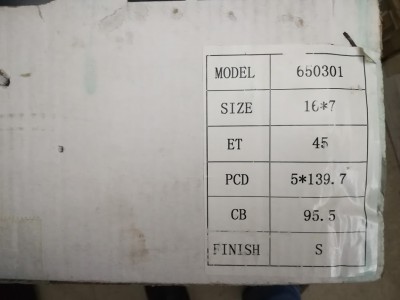 MODEL 650301
SIZE 16*7
ET 45
PCD 5*139.7
CB 95.5
FINISH S